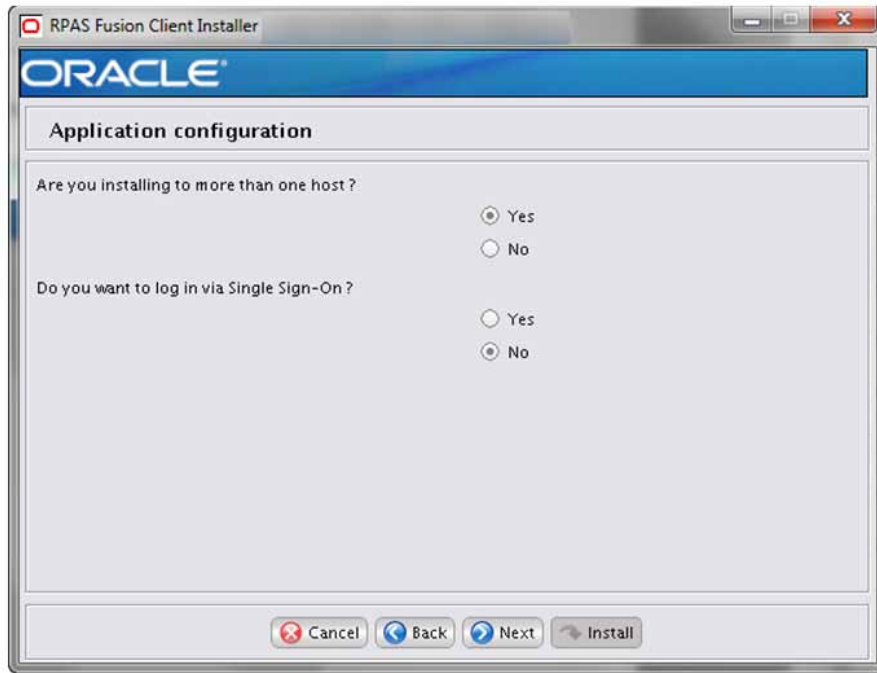 RPAS Fusion Client Installer
ORACLE®
Application configuration
Are you installing to more than one host?
Yes
No
Do you want to log in via Single Sign-On?
Yes
No
Cancel Back Next Install